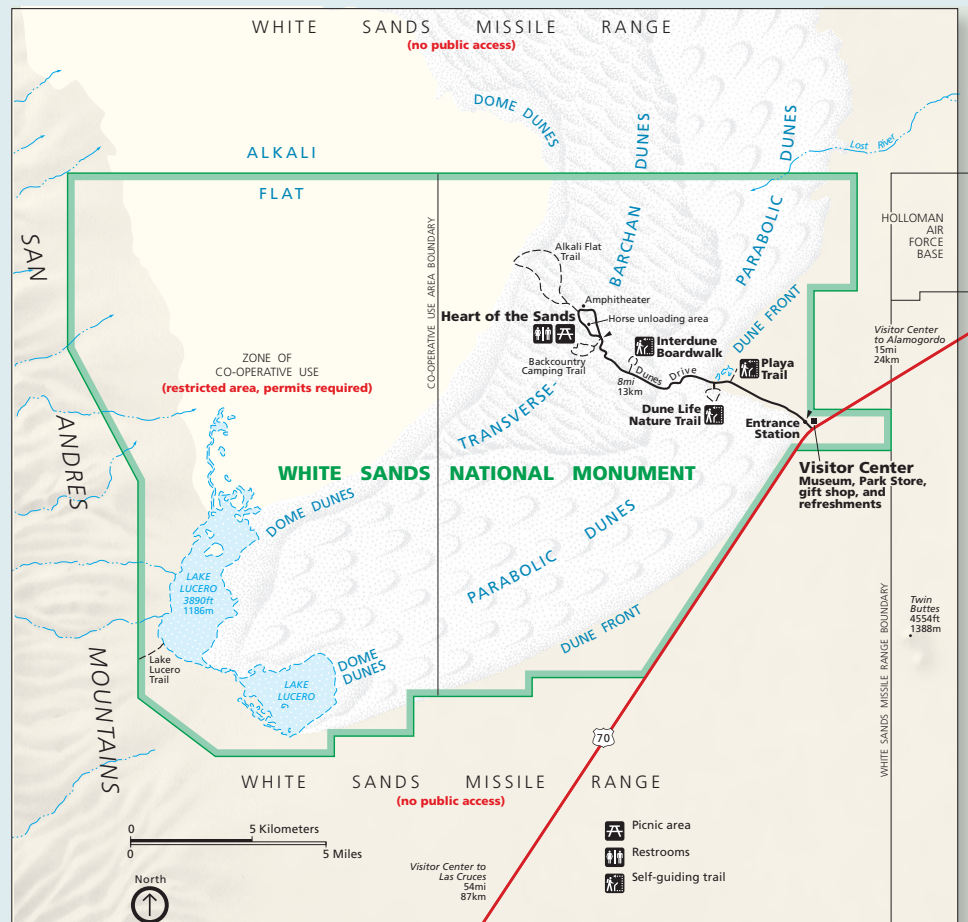 WHITE SANDS MISSILE RANGE
(no public access)
DOME DUNES
BARCHAN DUNES
PARABOLIC DUNES
Lost River
ALKALI
FLAT
HOLLOMAN
AIR
FORCE
BASE
SAN
ANDRES
MOUNTAINS
CO-OPERATIVE USE AREA BOUNDARY
Alkali Flat
Trail
Amphitheater
Heart of the Sands
Horse unloading area
Backcountry
Camping Trail
Interdune
Boardwalk
DUNE FRONT
Playa
Trail
Dunes Drive
8mi
13km
Dune Life
Nature Trail
Entrance
Station
Visitor Center
to Alamogordo
15mi
24km
ZONE OF
CO-OPERATIVE USE
(restricted area, permits required)
TRANSVERSE-
WHITE SANDS NATIONAL MONUMENT
Visitor Center
Museum, Park Store,
gift shop, and
refreshments
DOME DUNES
PARABOLIC DUNES
LAKE
LUCERO
3890ft
1186m
DUNE FRONT
Twin
Buttes
4554ft
1388m
WHITE SANDS MISSILE RANGE BOUNDARY
Lake
Lucero
Trail
DOME
DUNES
LAKE
LUCERO
70
WHITE SANDS MISSILE RANGE
(no public access)
0 5 Kilometers
0 5 Miles
North
Visitor Center to
Las Cruces
54mi
87km
Picnic area
Restrooms
Self-guiding trail